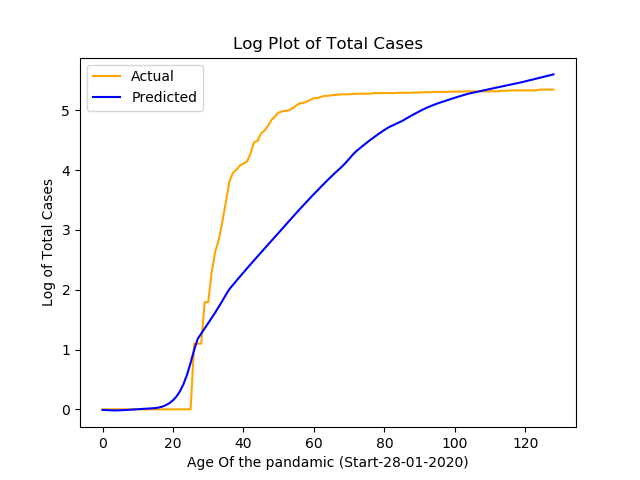 Log Plot of Total Cases
Actual
Predicted
Log of Total Cases
5
4
3
2
1
0
0 20 40 60 80 100 120
Age Of the pandamic (Start-28-01-2020)